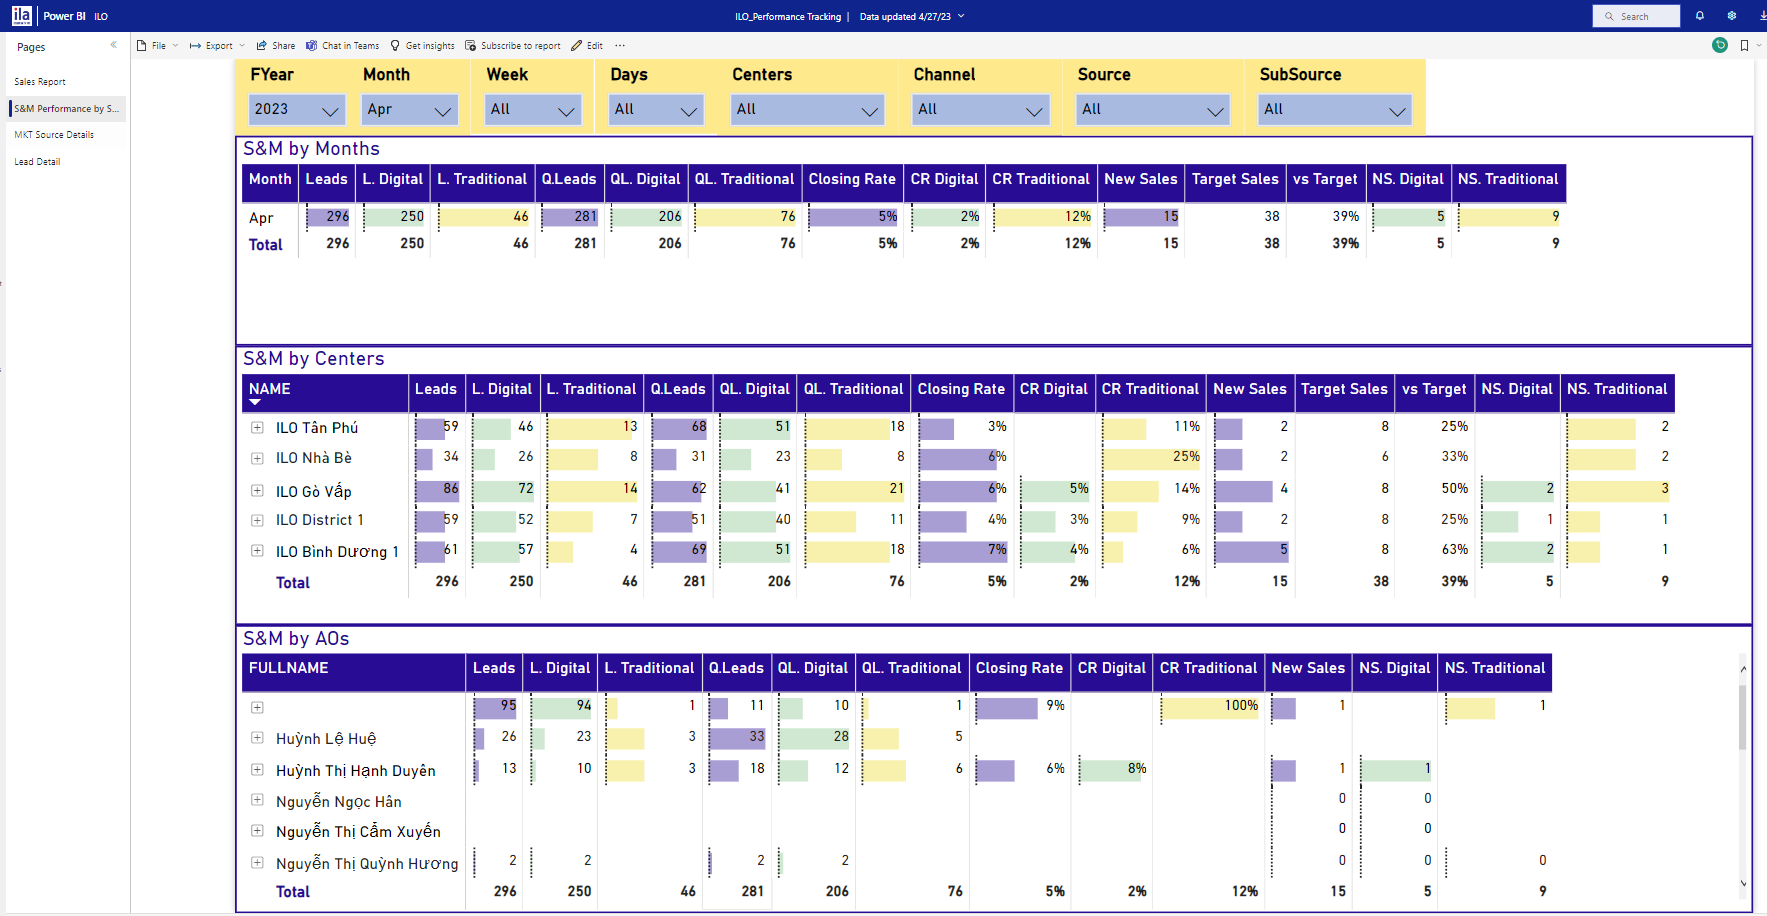 ila Power BI ILO ILO_Performance Tracking | Data updated 4/27/23 Search
Pages File Export Share Chat in Teams Get insights Subscribe to report Edit ...
Sales Report
S&M Performance by S...
MKT Source Details
Lead Detail
FYear Month Week Days Centers Channel Source SubSource
2023 Apr All All All All All All
S&M by Months
Month Leads L. Digital L. Traditional Q.Leads QL. Digital QL. Traditional Closing Rate CR Digital CR Traditional New Sales Target Sales vs Target NS. Digital NS. Traditional
Apr 296 250 46 281 206 76 5% 2% 12% 15 38 39% 5 9
Total 296 250 46 281 206 76 5% 2% 12% 15 38 39% 5 9
S&M by Centers
NAME Leads L. Digital L. Traditional Q.Leads QL. Digital QL. Traditional Closing Rate CR Digital CR Traditional New Sales Target Sales vs Target NS. Digital NS. Traditional
ILO Tân Phú 59 46 13 68 51 18 3% 11% 2 8 25% 2
ILO Nhà Bè 34 26 8 31 23 8 6% 25% 2 6 33% 2
ILO Gò Vấp 86 72 14 62 41 21 6% 5% 14% 4 8 50% 2 3
ILO District 1 59 52 7 51 40 11 4% 3% 9% 2 8 25% 1 1
ILO Bình Dương 1 61 57 4 69 51 18 7% 4% 6% 5 8 63% 2 1
Total 296 250 46 281 206 76 5% 2% 12% 15 38 39% 5 9
S&M by AOs
FULLNAME Leads L. Digital L. Traditional Q.Leads QL. Digital QL. Traditional Closing Rate CR Digital CR Traditional New Sales NS. Digital NS. Traditional
95 94 1 11 10 1 9% 100% 1 1
Huỳnh Lệ Huệ 26 23 3 33 28 5
Huỳnh Thị Hạnh Duyên 13 10 3 18 12 6 6% 8% 1 1
Nguyễn Ngọc Hân 0 0
Nguyễn Thị Cẩm Xuyến 0 0
Nguyễn Thị Quỳnh Hương 2 2 2 2 0 0 0
Total 296 250 46 281 206 76 5% 2% 12% 15 5 9